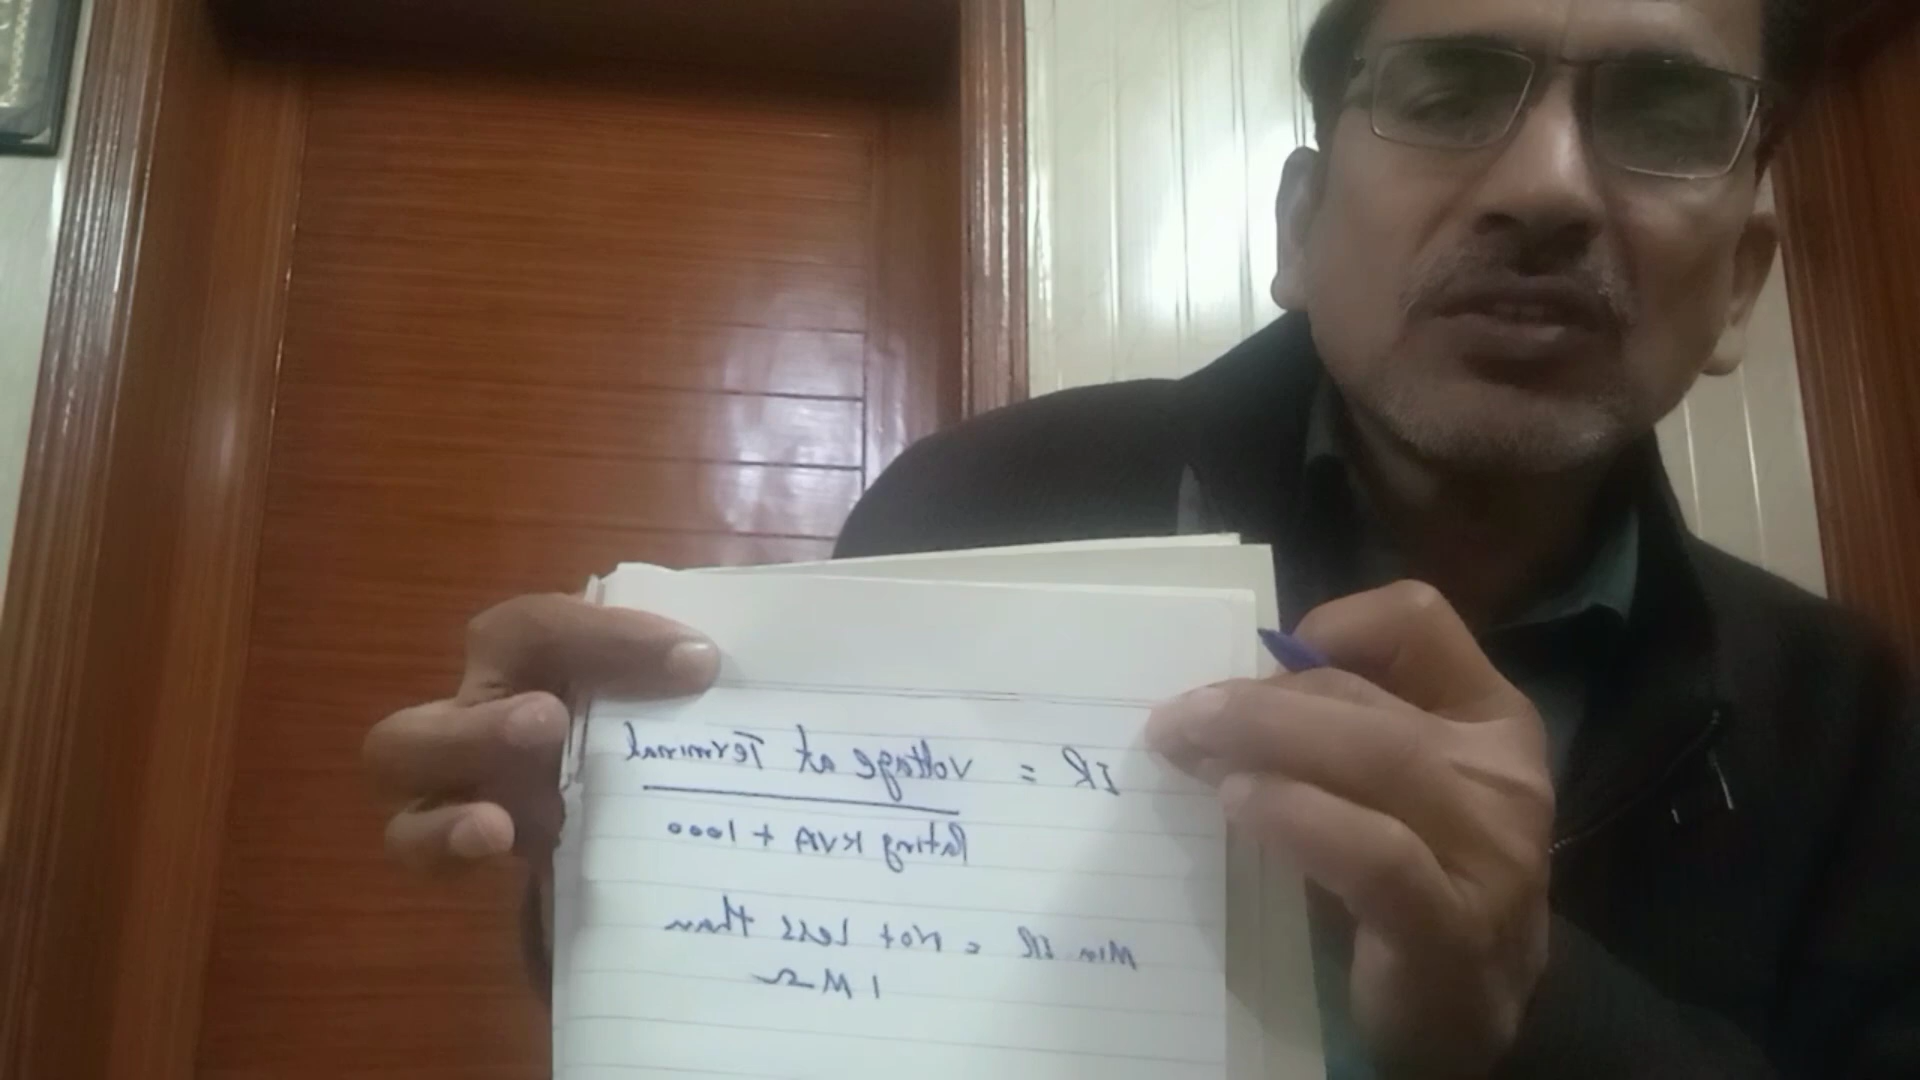 IR = Voltage at Terminal
Rating KVA + 1000
Min IR = Not Less than
1 MΩ